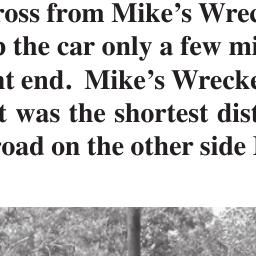 ross from Mike's Wrec
the car only a few mi
nt end. Mike's Wrecke
t was the shortest dist
road on the other side